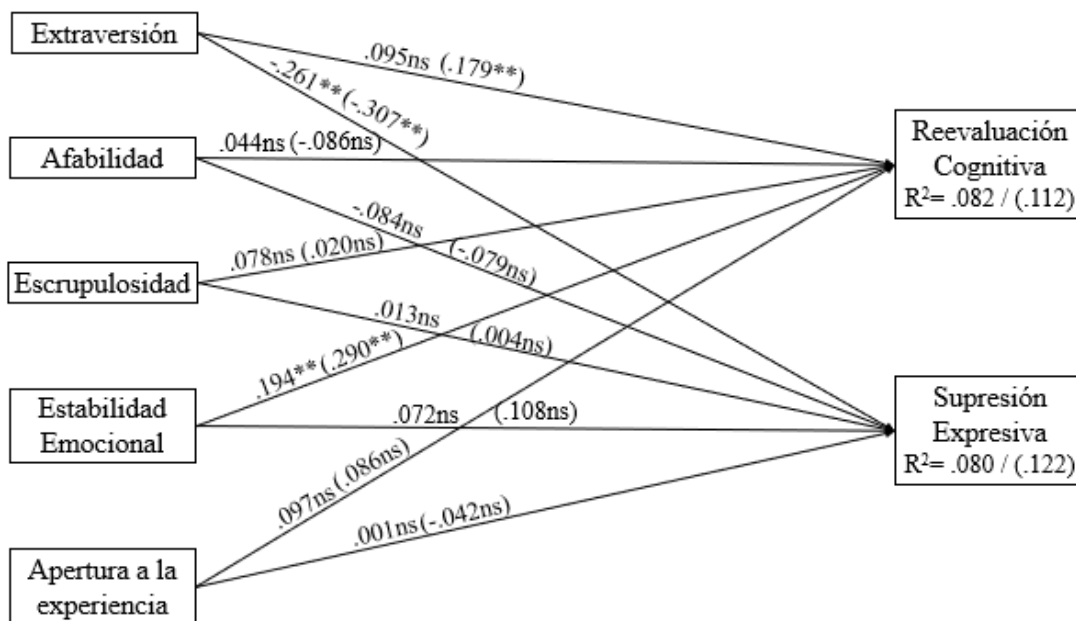 Extraversión
.095ns (.179**)
-.261** (-.307**)
Afabilidad
.044ns (-.086ns)
-.084ns (-.079ns)
Reevaluación
Cognitiva
R²= .082 / (.112)
Escrupulosidad
.078ns (.020ns)
.013ns (.004ns)
Estabilidad
Emocional
.194** (.290**)
.072ns (.108ns)
Supresión
Expresiva
R²= .080 / (.122)
Apertura a la
experiencia
.097ns (.086ns)
.001ns (-.042ns)